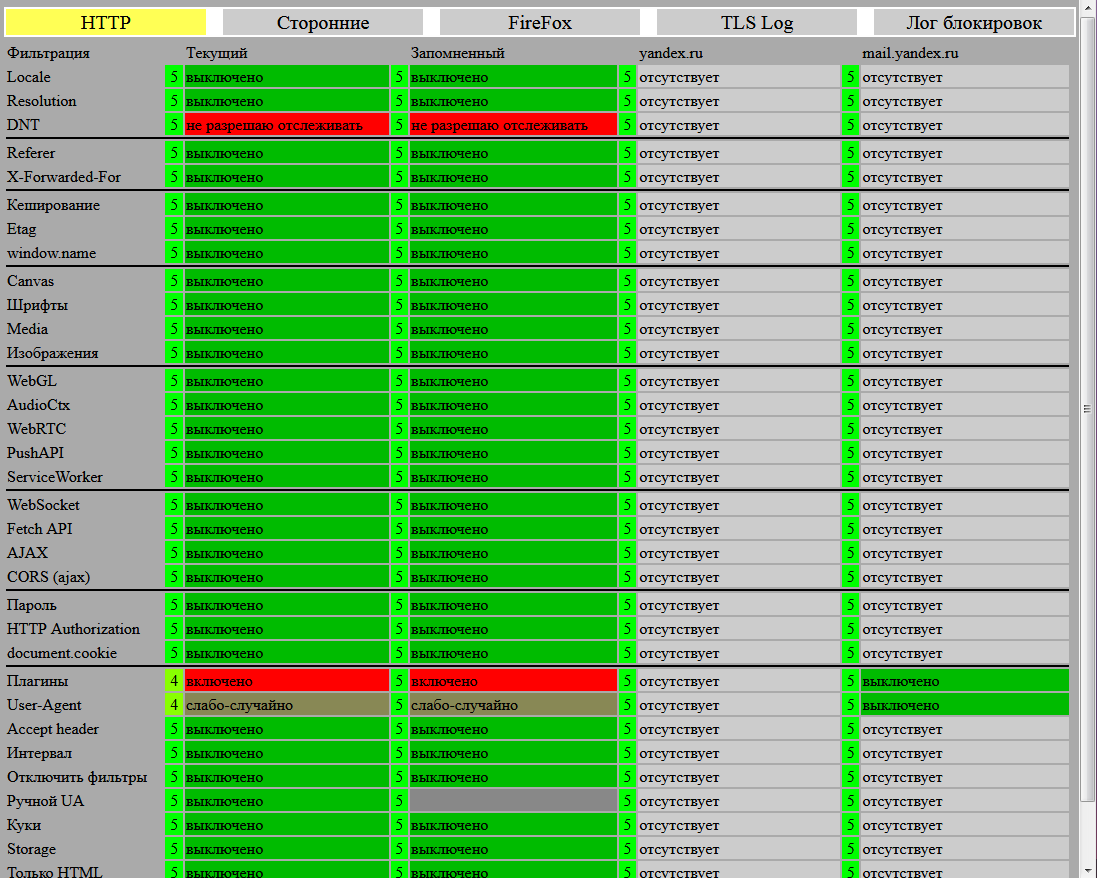 HTTP Сторонние FireFox TLS Log Лог блокировок
Фильтрация Текущий Запомненный yandex.ru mail.yandex.ru
Locale 5 выключено 5 выключено 5 отсутствует 5 отсутствует
Resolution 5 выключено 5 выключено 5 отсутствует 5 отсутствует
DNT 5 не разрешаю отслеживать 5 не разрешаю отслеживать 5 отсутствует 5 отсутствует
Referer 5 выключено 5 выключено 5 отсутствует 5 отсутствует
X-Forwarded-For 5 выключено 5 выключено 5 отсутствует 5 отсутствует
Кеширование 5 выключено 5 выключено 5 отсутствует 5 отсутствует
Etag 5 выключено 5 выключено 5 отсутствует 5 отсутствует
window.name 5 выключено 5 выключено 5 отсутствует 5 отсутствует
Canvas 5 выключено 5 выключено 5 отсутствует 5 отсутствует
Шрифты 5 выключено 5 выключено 5 отсутствует 5 отсутствует
Media 5 выключено 5 выключено 5 отсутствует 5 отсутствует
Изображения 5 выключено 5 выключено 5 отсутствует 5 отсутствует
WebGL 5 выключено 5 выключено 5 отсутствует 5 отсутствует
AudioCtx 5 выключено 5 выключено 5 отсутствует 5 отсутствует
WebRTC 5 выключено 5 выключено 5 отсутствует 5 отсутствует
PushAPI 5 выключено 5 выключено 5 отсутствует 5 отсутствует
ServiceWorker 5 выключено 5 выключено 5 отсутствует 5 отсутствует
WebSocket 5 выключено 5 выключено 5 отсутствует 5 отсутствует
Fetch API 5 выключено 5 выключено 5 отсутствует 5 отсутствует
AJAX 5 выключено 5 выключено 5 отсутствует 5 отсутствует
CORS (ajax) 5 выключено 5 выключено 5 отсутствует 5 отсутствует
Пароль 5 выключено 5 выключено 5 отсутствует 5 отсутствует
HTTP Authorization 5 выключено 5 выключено 5 отсутствует 5 отсутствует
document.cookie 5 выключено 5 выключено 5 отсутствует 5 отсутствует
Плагины 4 включено 5 включено 5 отсутствует 5 выключено
User-Agent 4 слабо-случайно 5 слабо-случайно 5 отсутствует 5 выключено
Accept header 5 выключено 5 выключено 5 отсутствует 5 отсутствует
Интервал 5 выключено 5 выключено 5 отсутствует 5 отсутствует
Отключить фильтры 5 выключено 5 выключено 5 отсутствует 5 отсутствует
Ручной UA 5 выключено 5 5 отсутствует 5 отсутствует
Куки 5 выключено 5 выключено 5 отсутствует 5 отсутствует
Storage 5 выключено 5 выключено 5 отсутствует 5 отсутствует
Только HTML 5 выключено 5 выключено 5 отсутствует 5 отсутствует